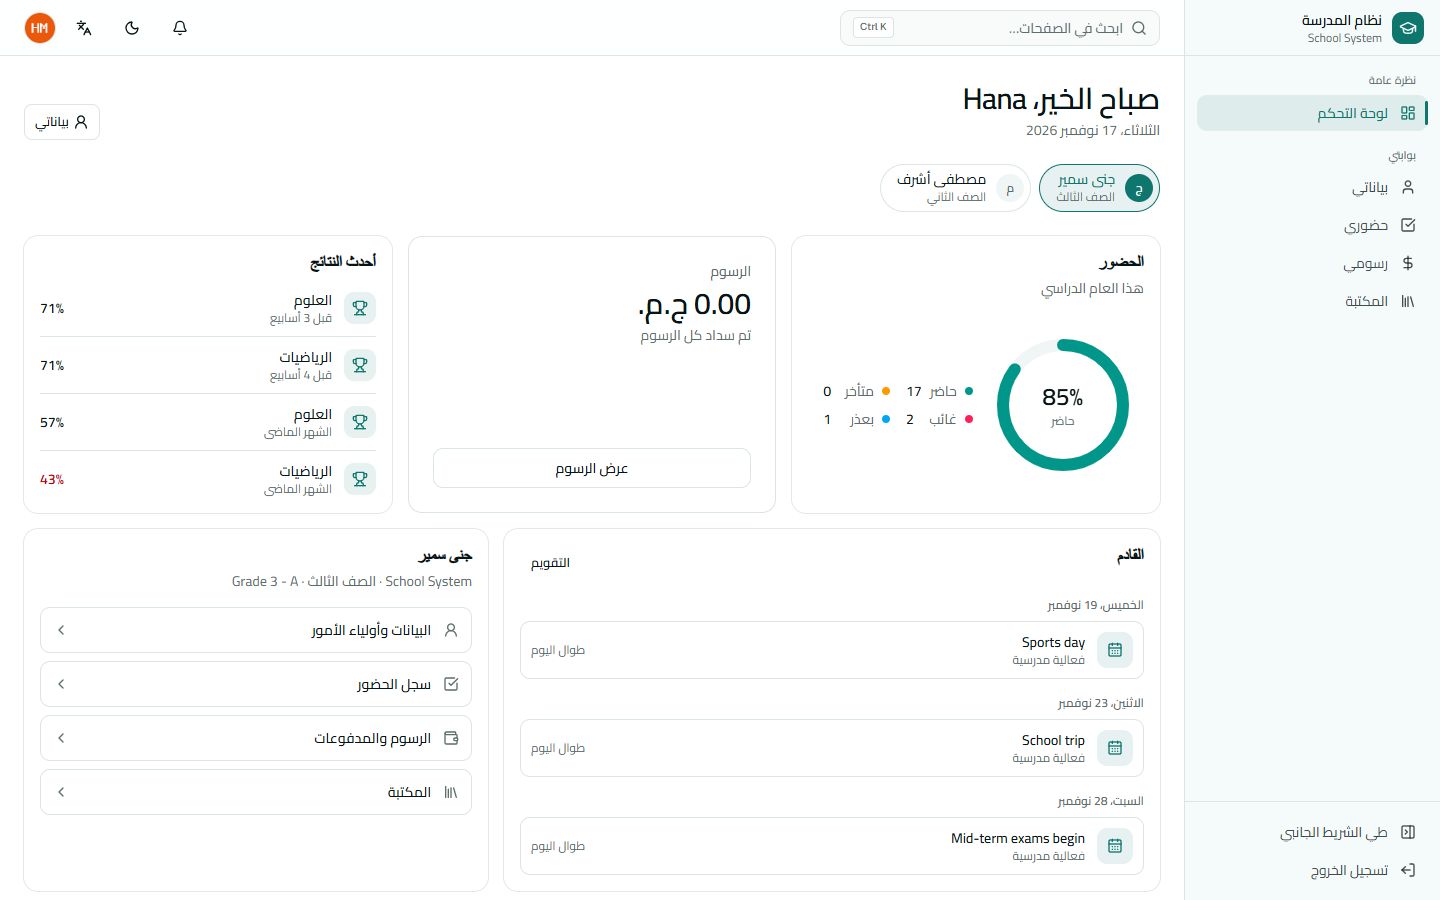 نظام المدرسة
School System
نظرة عامة
لوحة التحكم
بوابتي
بياناتي
حضوري
رسومي
المكتبة
طي الشريط الجانبي
تسجيل الخروج
ابحث في الصفحات...
Ctrl K
HM
صباح الخير، Hana
الثلاثاء، 17 نوفمبر 2026
بياناتي
ج
جنى سمير
الصف الثالث
م
مصطفى أشرف
الصف الثاني
الحضور
هذا العام الدراسي
85%
حاضر
حاضر 17
متأخر 0
غائب 2
بعذر 1
الرسوم
0.00 ج.م.
تم سداد كل الرسوم
عرض الرسوم
أحدث النتائج
العلوم
قبل 3 أسابيع
71%
الرياضيات
قبل 4 أسابيع
71%
العلوم
الشهر الماضي
57%
الرياضيات
الشهر الماضي
43%
القادم
التقويم
الخميس، 19 نوفمبر
Sports day
فعالية مدرسية
طوال اليوم
الاثنين، 23 نوفمبر
School trip
فعالية مدرسية
طوال اليوم
السبت، 28 نوفمبر
Mid-term exams begin
فعالية مدرسية
طوال اليوم
جنى سمير
School System · الصف الثالث · Grade 3 - A
البيانات وأولياء الأمور
سجل الحضور
الرسوم والمدفوعات
المكتبة